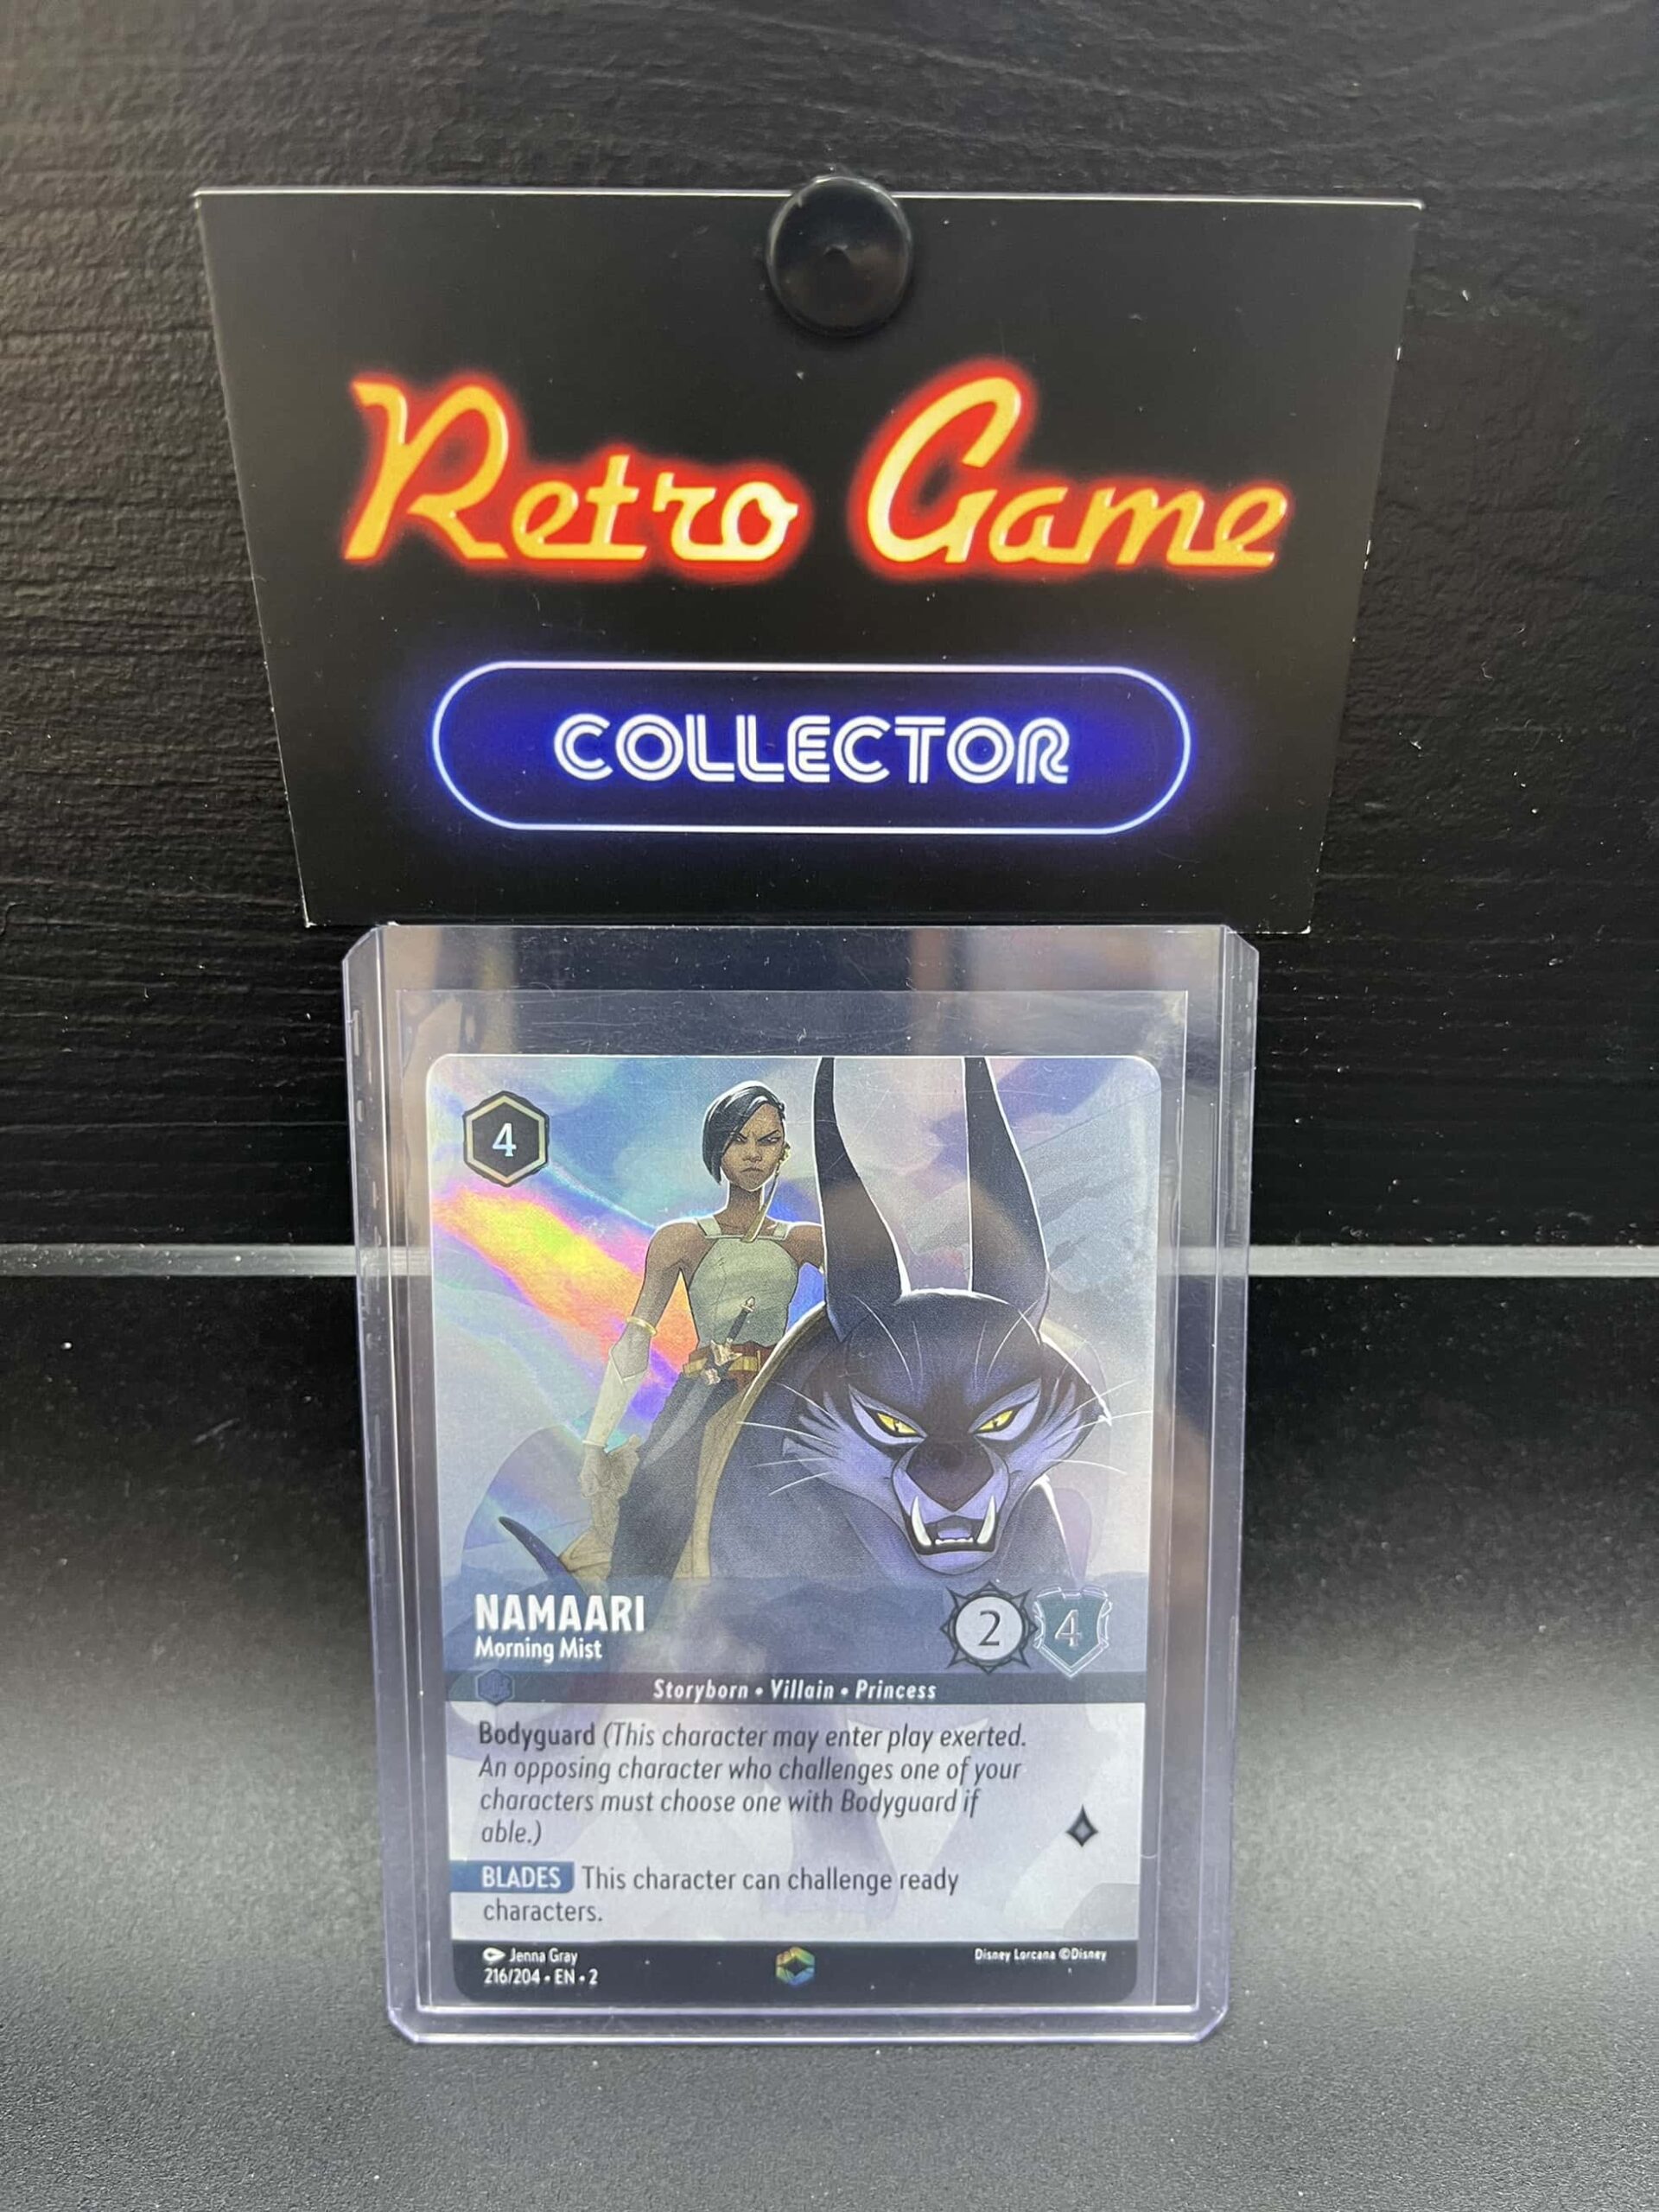 Retro Game
COLLECTOR
4
NAMAARI
Morning Mist
2 4
Storyborn • Villain • Princess
Bodyguard (This character may enter play exerted.
An opposing character who challenges one of your
characters must choose one with Bodyguard if
able.)
BLADES This character can challenge ready
characters.
Jenna Gray
216/204 • EN • 2
Disney Lorcana ©Disney